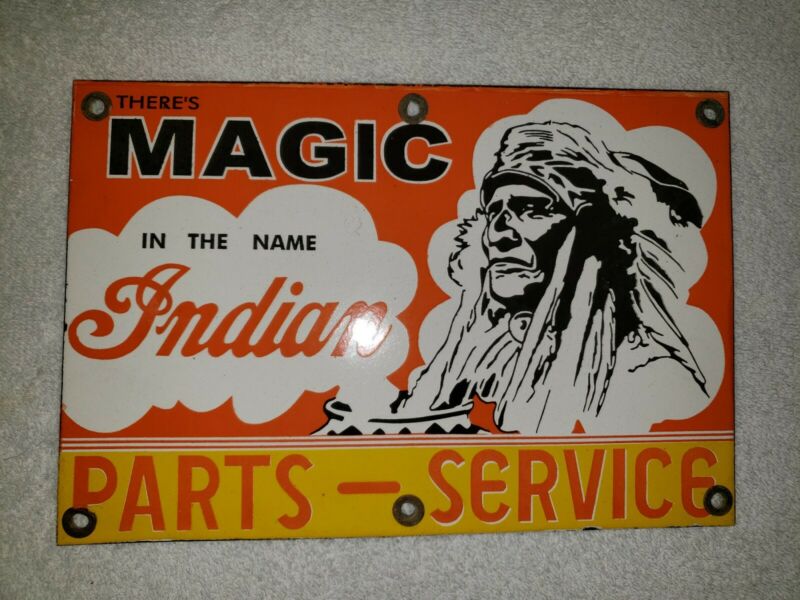 THERE'S
MAGIC
IN THE NAME
Indian
PARTS — SERVICE